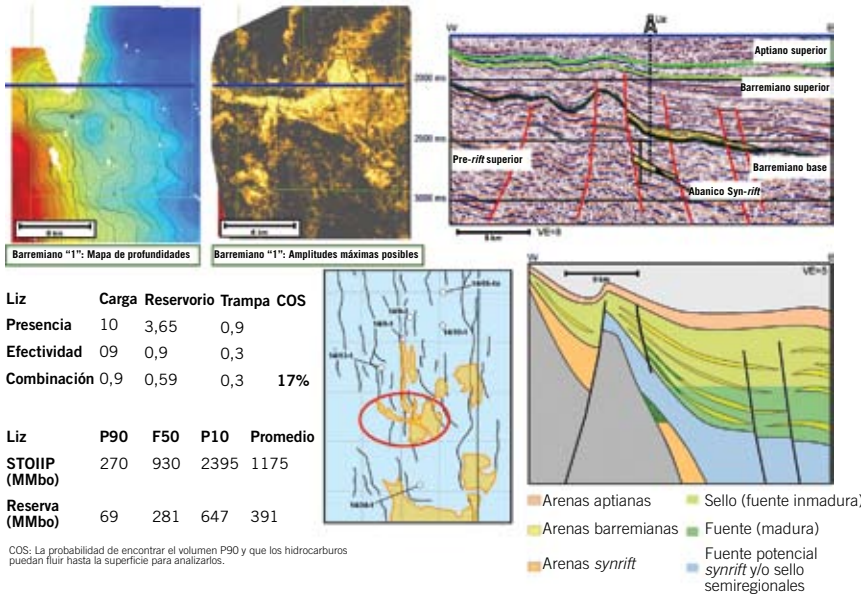 W
A
Liz
E
Aptiano superior
2000 ms
Barremiano superior
2500 ms
Pre-rift superior
Barremiano base
3000 ms
Abanico Syn-rift
VE=8
Barremiano "1": Mapa de profundidades
Barremiano "1": Amplitudes máximas posibles
Liz Carga Reservorio Trampa COS
Presencia 10 3,65 0,9
Efectividad 09 0,9 0,3
Combinación 0,9 0,59 0,3 17%
Liz P90 F50 P10 Promedio
STOIIP 270 930 2395 1175
(MMbo)
Reserva 69 281 647 391
(MMbo)
COS: La probabilidad de encontrar el volumen P90 y que los hidrocarburos
puedan fluir hasta la superficie para analizarlos.
W
E
VE=5
Arenas aptianas
Arenas barremianas
Arenas synrift
Sello (fuente inmadura)
Fuente (madura)
Fuente potencial
synrift y/o sello
semiregionales